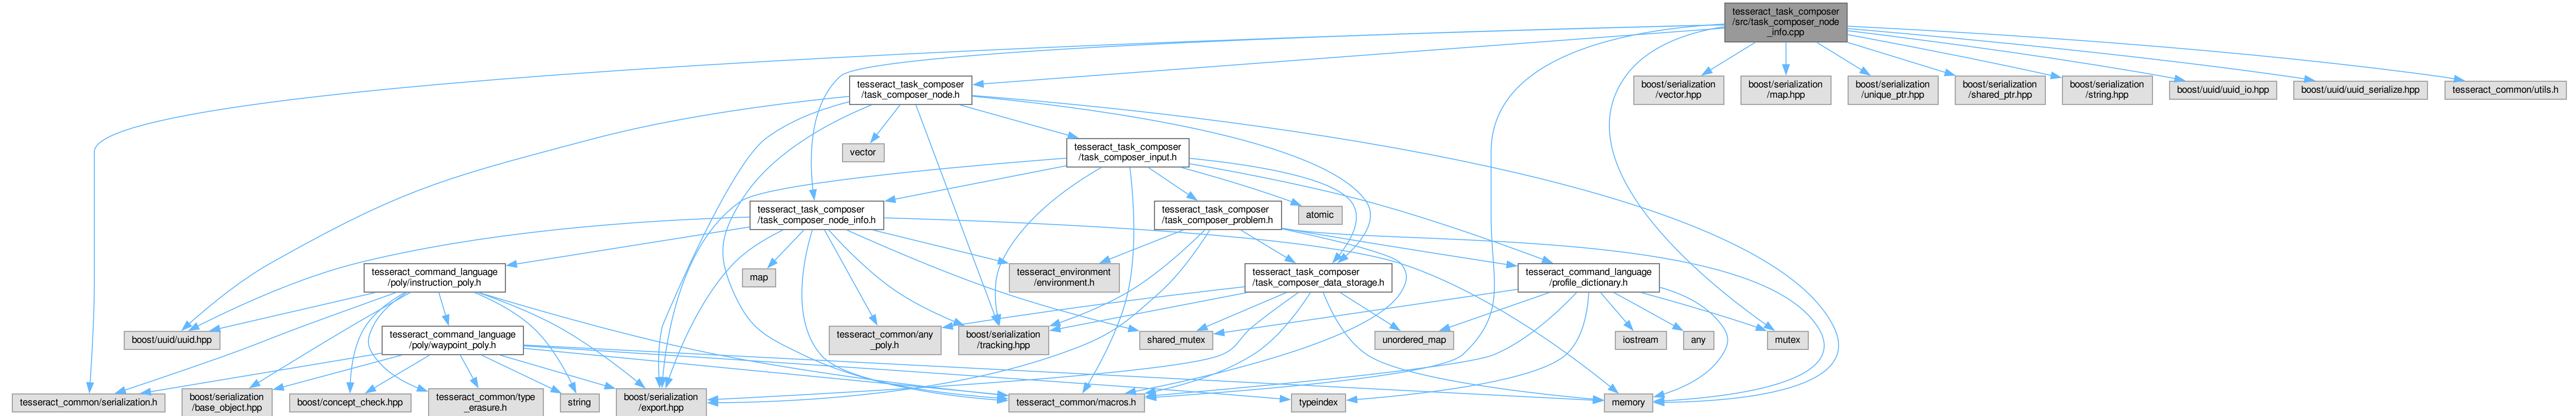 tesseract_task_composer
/src/task_composer_node
_info.cpp
tesseract_task_composer
/task_composer_node.h
boost/serialization
/vector.hpp
boost/serialization
/map.hpp
boost/serialization
/unique_ptr.hpp
boost/serialization
/shared_ptr.hpp
boost/serialization
/string.hpp
boost/uuid/uuid_io.hpp
boost/uuid/uuid_serialize.hpp
tesseract_common/utils.h
vector
tesseract_task_composer
/task_composer_input.h
tesseract_task_composer
/task_composer_node_info.h
tesseract_task_composer
/task_composer_problem.h
atomic
map
tesseract_environment
/environment.h
tesseract_task_composer
/task_composer_data_storage.h
tesseract_command_language
/profile_dictionary.h
tesseract_command_language
/poly/instruction_poly.h
boost/uuid/uuid.hpp
tesseract_command_language
/poly/waypoint_poly.h
tesseract_common/any
_poly.h
boost/serialization
/tracking.hpp
shared_mutex
unordered_map
iostream
any
mutex
tesseract_common/serialization.h
boost/serialization
/base_object.hpp
boost/concept_check.hpp
tesseract_common/type
_erasure.h
string
boost/serialization
/export.hpp
tesseract_common/macros.h
typeindex
memory